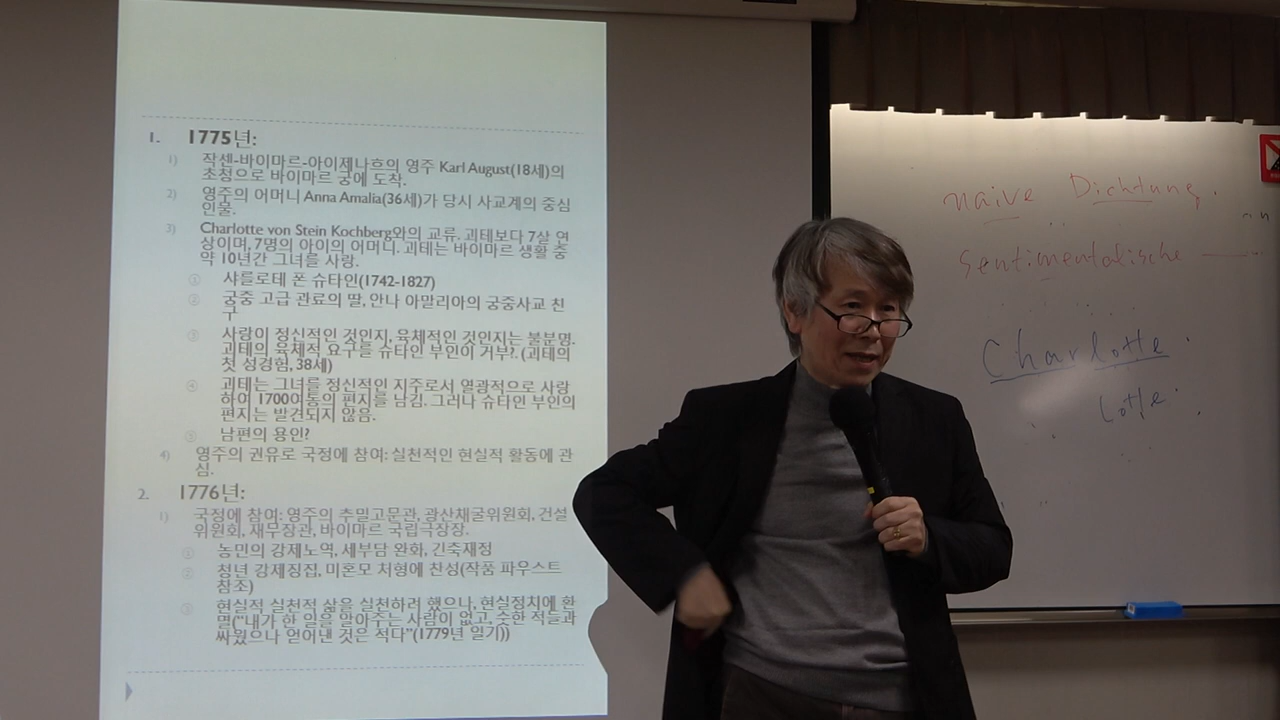 1. 1775년:
1) 작센-바이마르-아이제나흐의 영주 Karl August(18세)의
초청으로 바이마르 궁에 도착.
2) 영주의 어머니 Anna Amalia(36세)가 당시 사교계의 중심
인물.
3) Charlotte von Stein Kochberg와의 교류. 괴테보다 7살 연
상이며, 7명의 아이의 어머니. 괴테는 바이마르 생활 중
약 10년간 그녀를 사랑.
① 샤를로테 폰 슈타인(1742-1827)
② 궁중 고급 관료의 딸, 안나 아말리아의 궁중사교 친
구
③ 사랑이 정신적인 것인지, 육체적인 것인지는 불분명.
괴테의 육체적 요구를 슈타인 부인이 거부?. (괴테의
첫 성경험, 38세)
④ 괴테는 그녀를 정신적인 지주로서 열광적으로 사랑
하여 1700여통의 편지를 남김. 그러나 슈타인 부인의
편지는 발견되지 않음.
⑤ 남편의 용인?
4) 영주의 권유로 국정에 참여: 실천적인 현실적 활동에 관
심.
2. 1776년:
1) 국정에 참여: 영주의 추밀고문관, 광산채굴위원회, 건설
위원회, 재무장관, 바이마르 국립극장장.
① 농민의 강제노역, 세부담 완화, 긴축재정
② 청년 강제징집, 미혼모 처형에 찬성(작품 파우스트
참조)
③ 현실적 실천적 삶을 실천하려 했으나, 현실정치에 환
멸("내가 한 일을 알아주는 사람이 없고, 숫한 적들과
싸웠으나 얻어낸 것은 적다"(1779년 일기))
naive Dichtung.
sentimentalische
Charlotte
Lotte